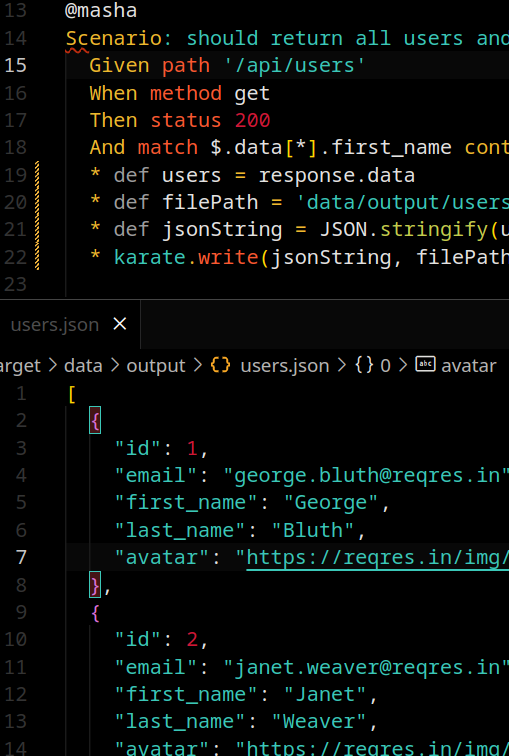 13 @masha
14 Scenario: should return all users and
15 Given path '/api/users'
16 When method get
17 Then status 200
18 And match $.data[*].first_name cont
19 * def users = response.data
20 * def filePath = 'data/output/users
21 * def jsonString = JSON.stringify(u
22 * karate.write(jsonString, filePath
23
users.json ×
arget > data > output > {} users.json > {} 0 > abc avatar
1 [
2 {
3 "id": 1,
4 "email": "george.bluth@reqres.in"
5 "first_name": "George",
6 "last_name": "Bluth",
7 "avatar": "https://reqres.in/img/
8 },
9 {
10 "id": 2,
11 "email": "janet.weaver@reqres.in"
12 "first_name": "Janet",
13 "last_name": "Weaver",
14 "avatar": "https://reqres.in/img/